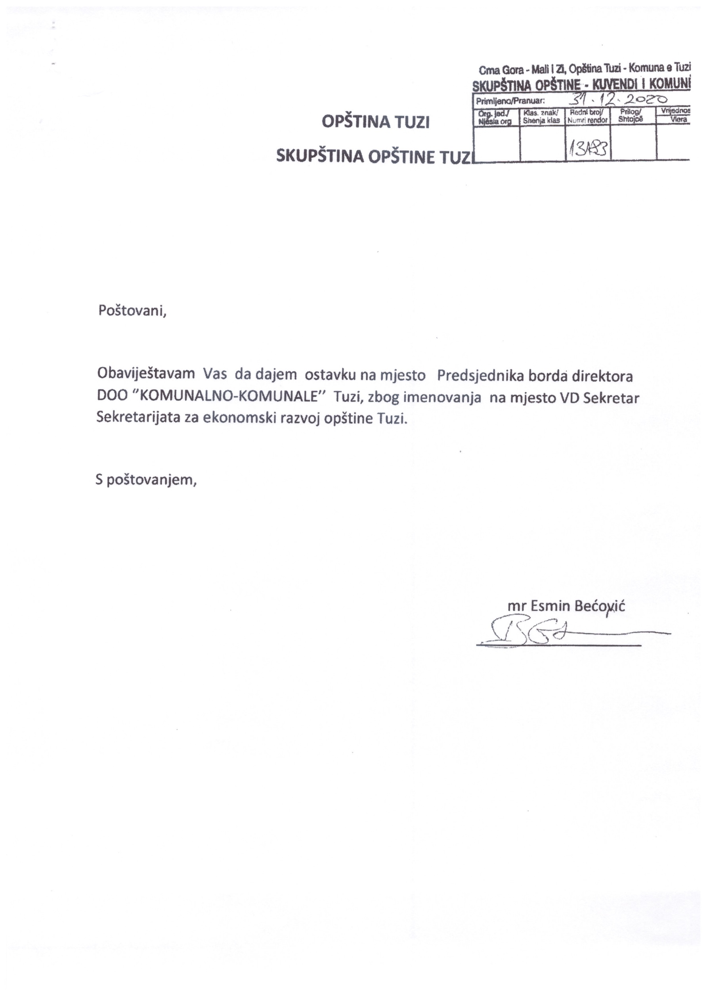 Crna Gora - Mali I Zi, Opština Tuzi - Komuna e Tuzi
SKUPŠTINA OPŠTINE - KUVENDI I KOMUNI
Primljeno/Pranuar: 31.12.2020
Org. jed./ Njësia org
Klas. znak/ Shenja klas
Redni broj/ Numri rendor
Prilog/ Shtojcë
Vrijednos Vlera
OPŠTINA TUZI
SKUPŠTINA OPŠTINE TUZI
Poštovani,
Obaviještavam Vas da dajem ostavku na mjesto Predsjednika borda direktora
DOO "KOMUNALNO-KOMUNALE" Tuzi, zbog imenovanja na mjesto VD Sekretar
Sekretarijata za ekonomski razvoj opštine Tuzi.
S poštovanjem,
mr Esmin Bećović